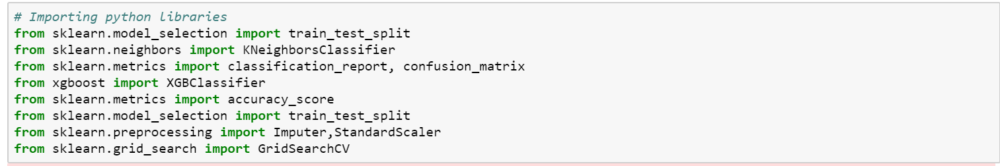 # Importing python libraries
from sklearn.model_selection import train_test_split
from sklearn.neighbors import KNeighborsClassifier
from sklearn.metrics import classification_report, confusion_matrix
from xgboost import XGBClassifier
from sklearn.metrics import accuracy_score
from sklearn.model_selection import train_test_split
from sklearn.preprocessing import Imputer,StandardScaler
from sklearn.grid_search import GridSearchCV